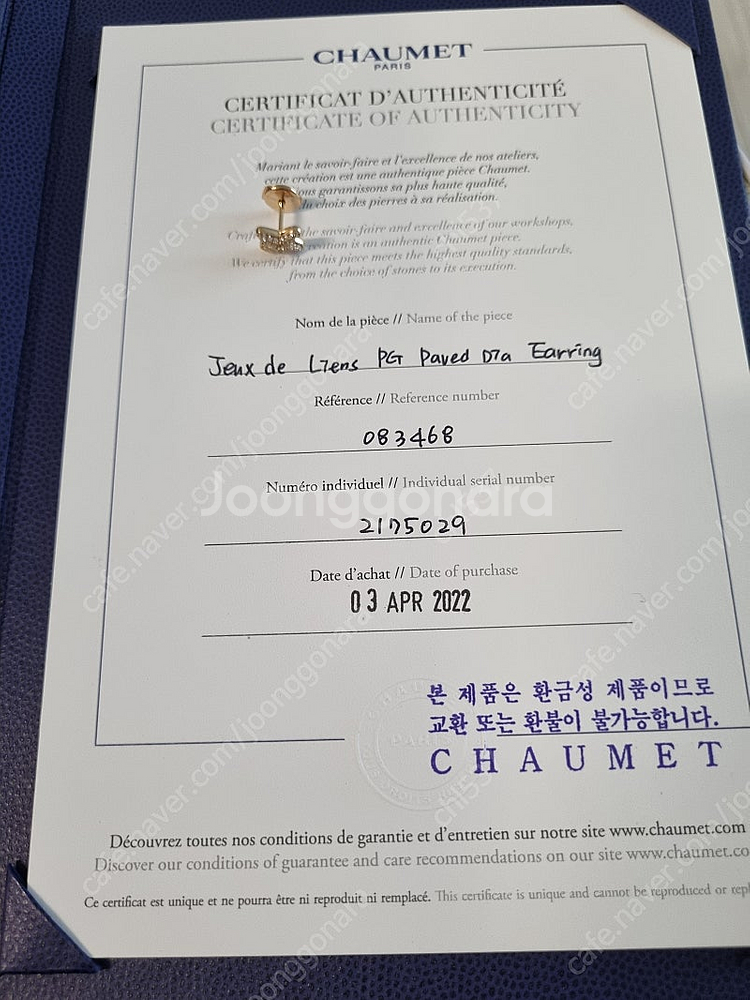 CHAUMET
PARIS
CERTIFICAT D'AUTHENTICITÉ
CERTIFICATE OF AUTHENTICITY
Mariant le savoir-faire et l'excellence de nos ateliers,
cette création est une authentique pièce Chaumet.
ous garantissons sa plus haute qualité,
du choix des pierres à sa réalisation.
Craf the savoir-faire and excellence of our workshops,
reation is an authentic Chaumet piece.
We certify that this piece meets the highest quality standards,
from the choice of stones to its execution.
Nom de la pièce // Name of the piece
Jeux de Liens PG Paved Dia Earring
Référence // Reference number
083468
Numéro individuel // Individual serial number
Joonggonara
2175029
Date d'achat // Date of purchase
03 APR 2022
본 제품은 환금성 제품이므로
교환 또는 환불이 불가능합니다.
CHAUMET
Découvrez toutes nos conditions de garantie et d'entretien sur notre site www.chaumet.com
Discover our conditions of guarantee and care recommendations on our site www.chaumet.co
Ce certificat est unique et ne pourra être ni reproduit ni remplacé. This certificate is unique and cannot be reproduced or repl